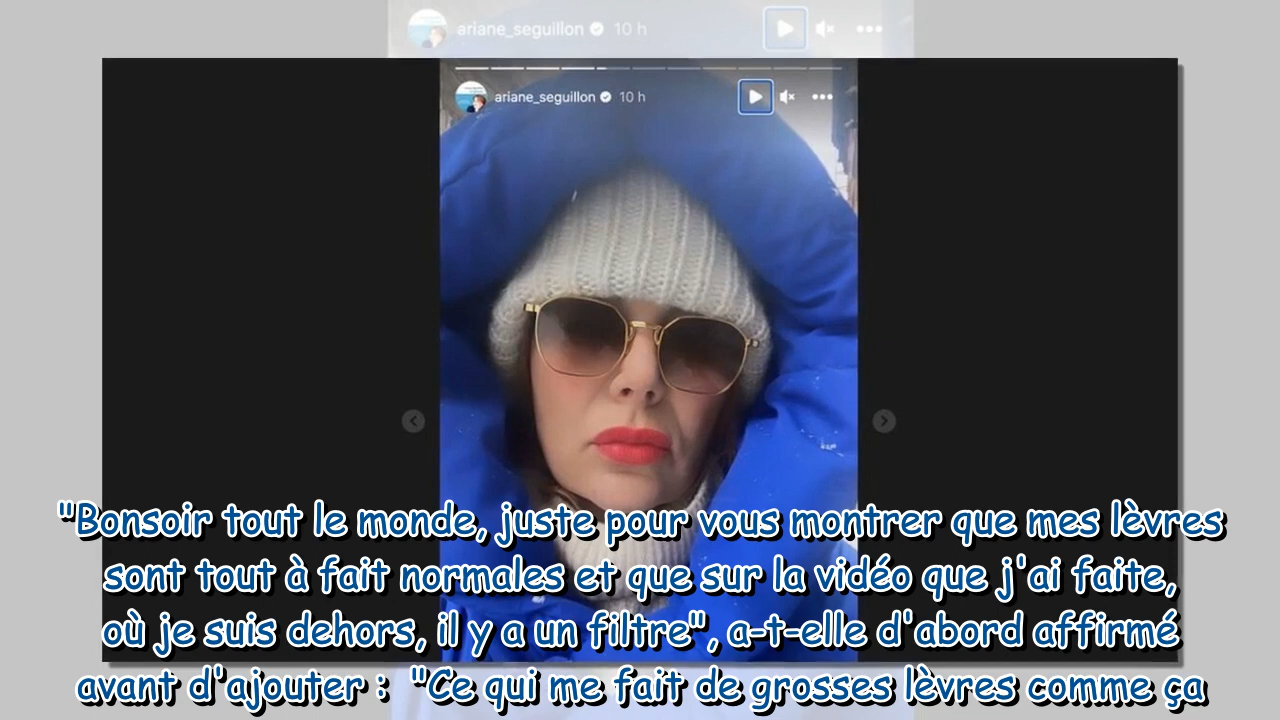 ariane_seguillon 10 h
ariane_seguillon 10 h
"Bonsoir tout le monde, juste pour vous montrer que mes lèvres
sont tout à fait normales et que sur la vidéo que j'ai faite,
où je suis dehors, il y a un filtre", a-t-elle d'abord affirmé
avant d'ajouter : "Ce qui me fait de grosses lèvres comme ça